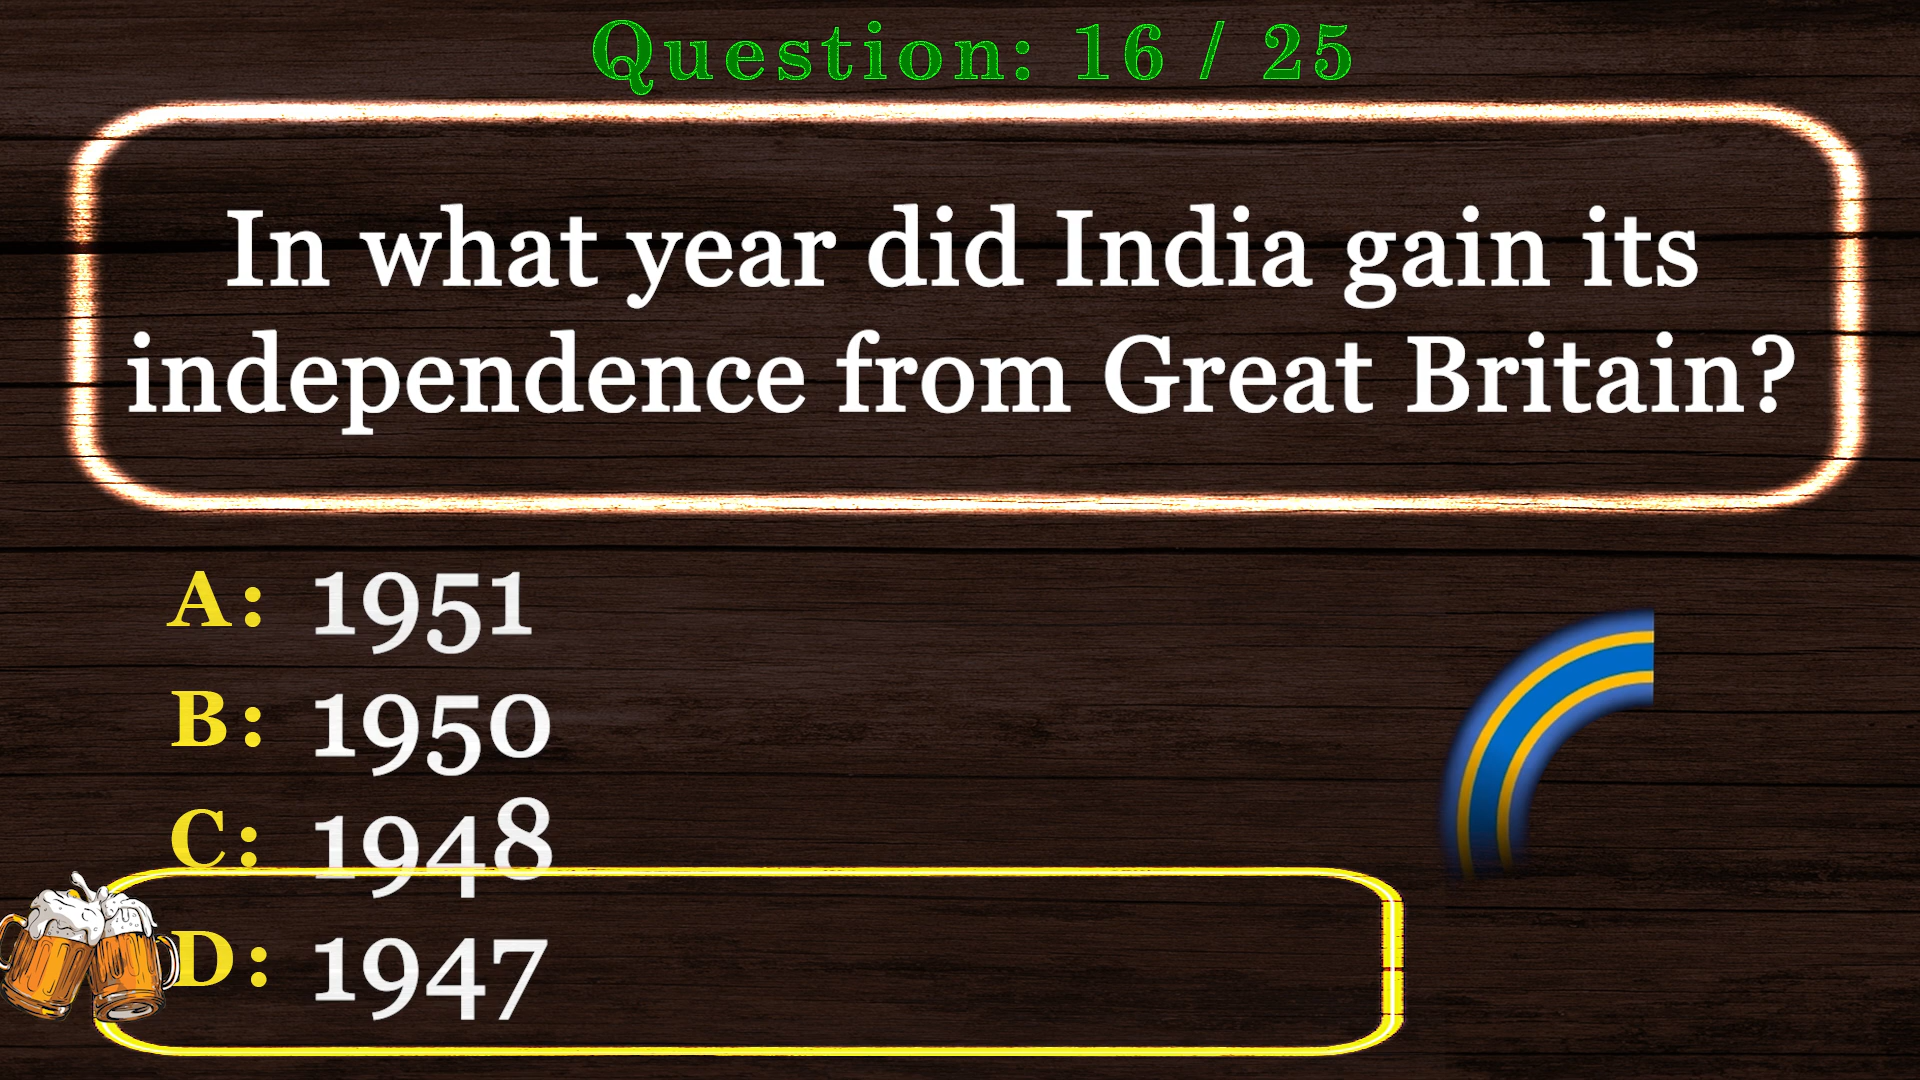 Question: 16 / 25
In what year did India gain its
independence from Great Britain?
A: 1951
B: 1950
C: 1948
D: 1947